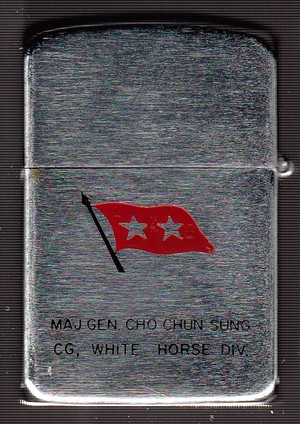 MAJ GEN CHO CHUN SUNG
CG, WHITE HORSE DIV.